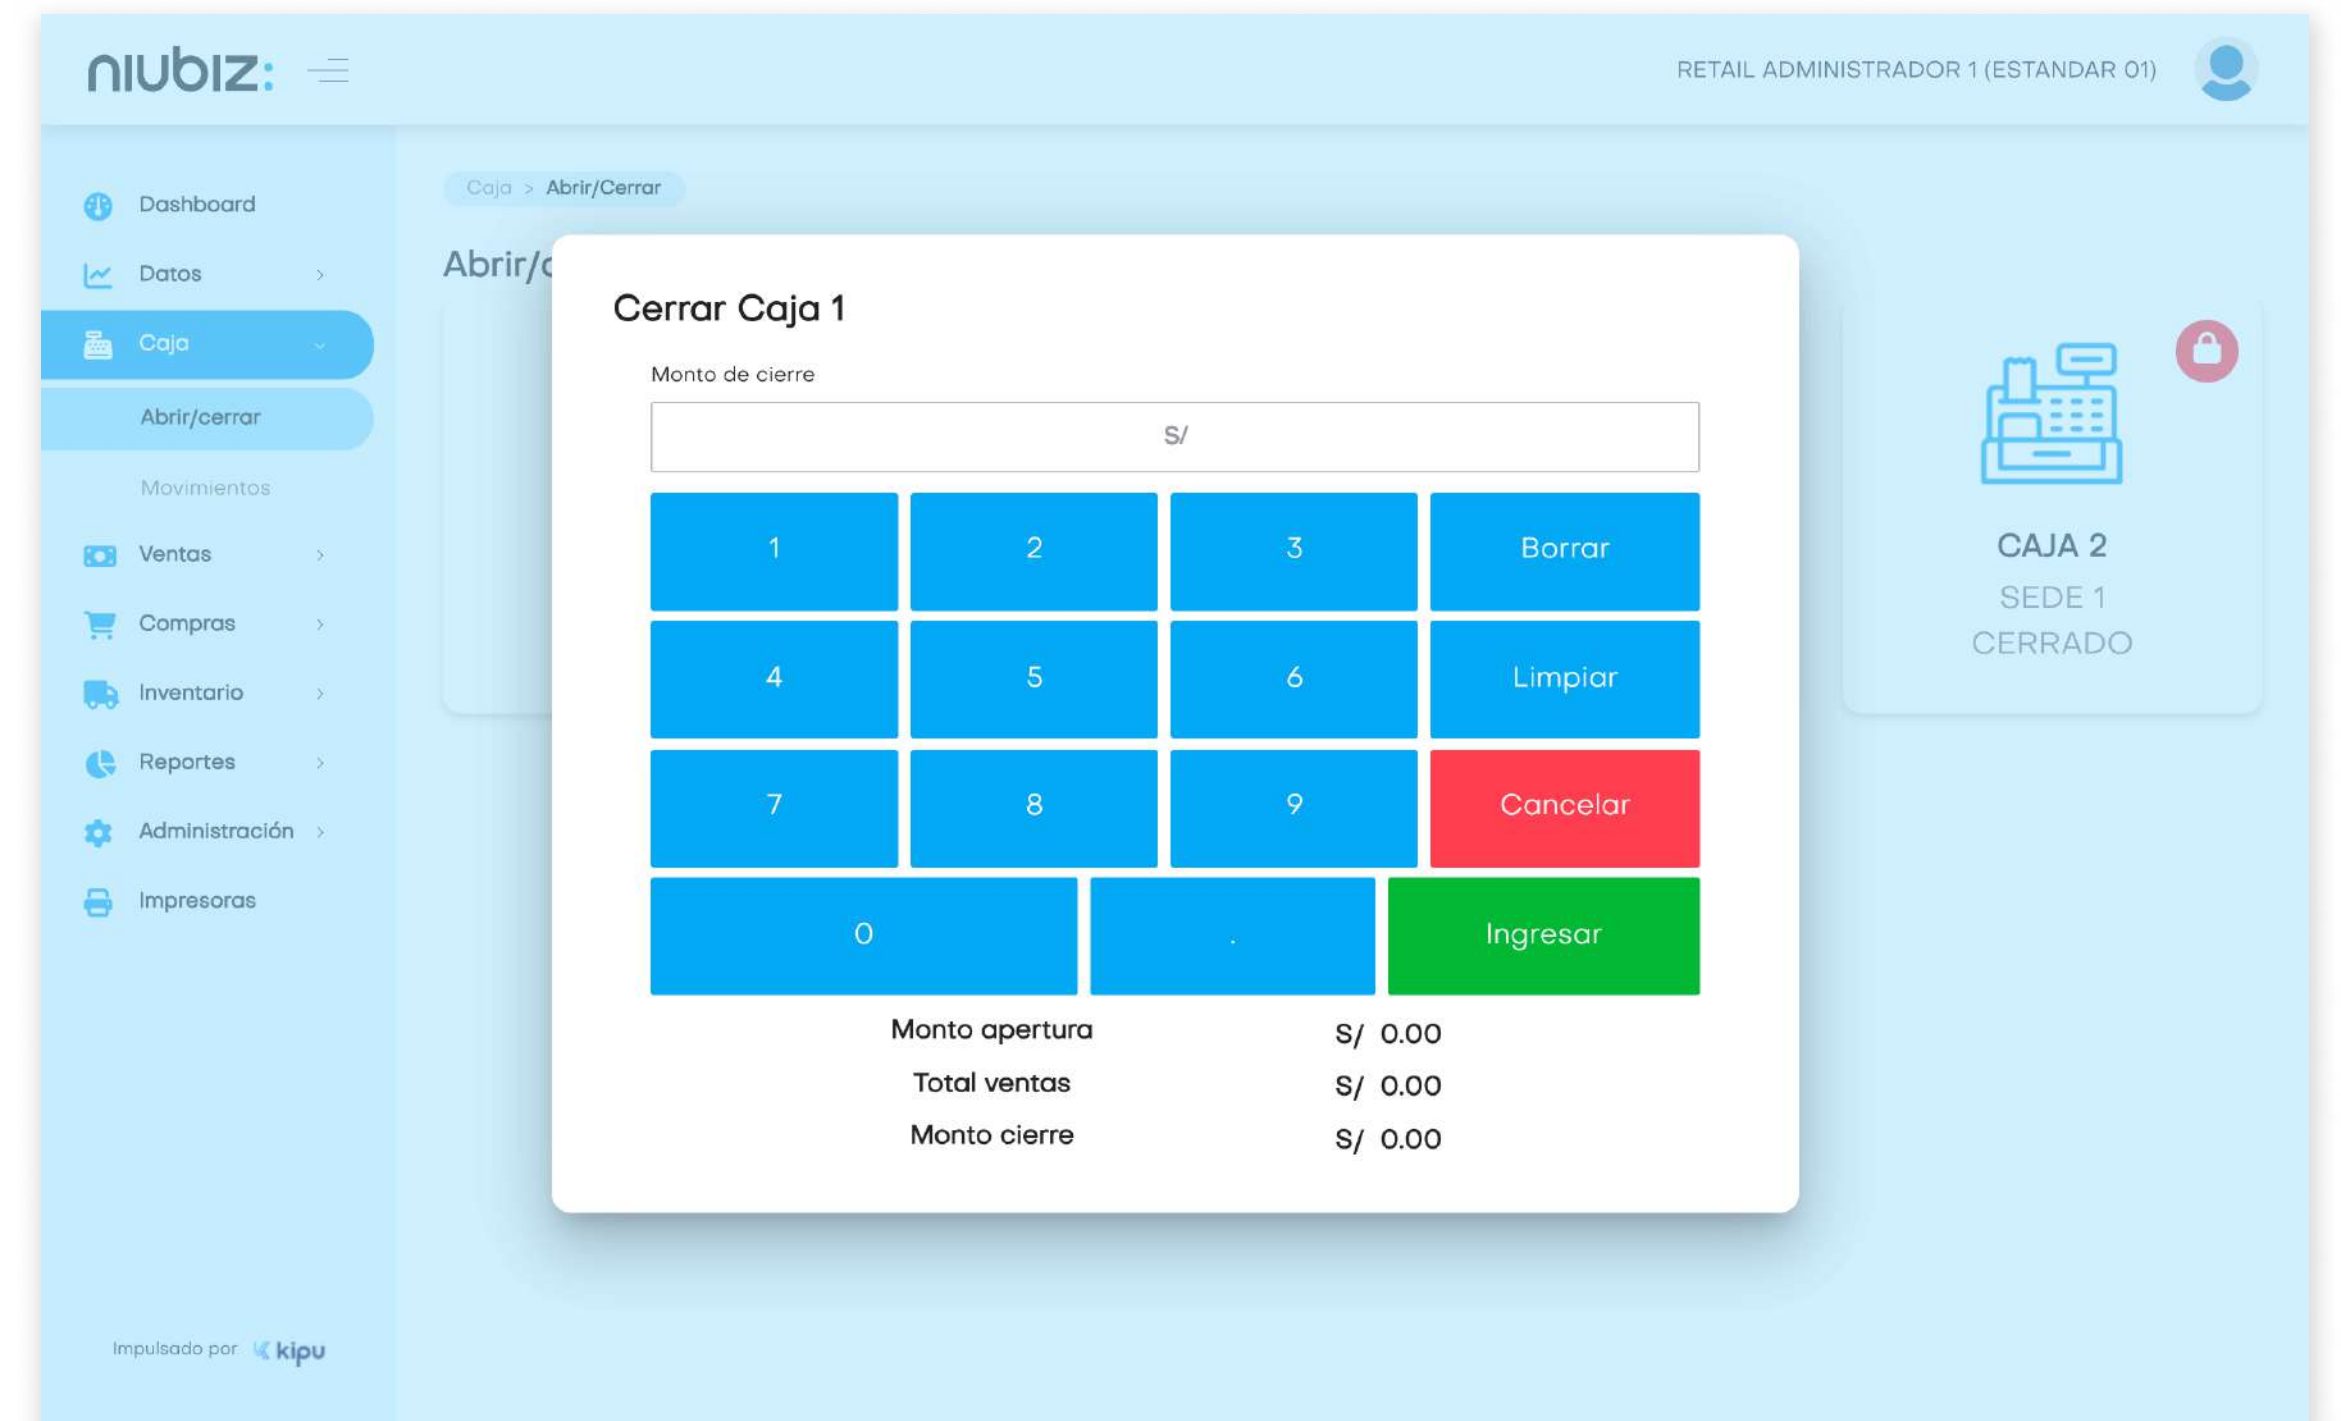 niubiz:
RETAIL ADMINISTRADOR 1 (ESTANDAR 01)
Dashboard
Datos
Caja
Abrir/cerrar
Movimientos
Ventas
Compras
Inventario
Reportes
Administración
Impresoras
Impulsado por kipu
Caja > Abrir/Cerrar
Abrir/c
Cerrar Caja 1
Monto de cierre
S/
1 2 3 Borrar
4 5 6 Limpiar
7 8 9 Cancelar
0 . Ingresar
Monto apertura S/ 0.00
Total ventas S/ 0.00
Monto cierre S/ 0.00
CAJA 2
SEDE 1
CERRADO